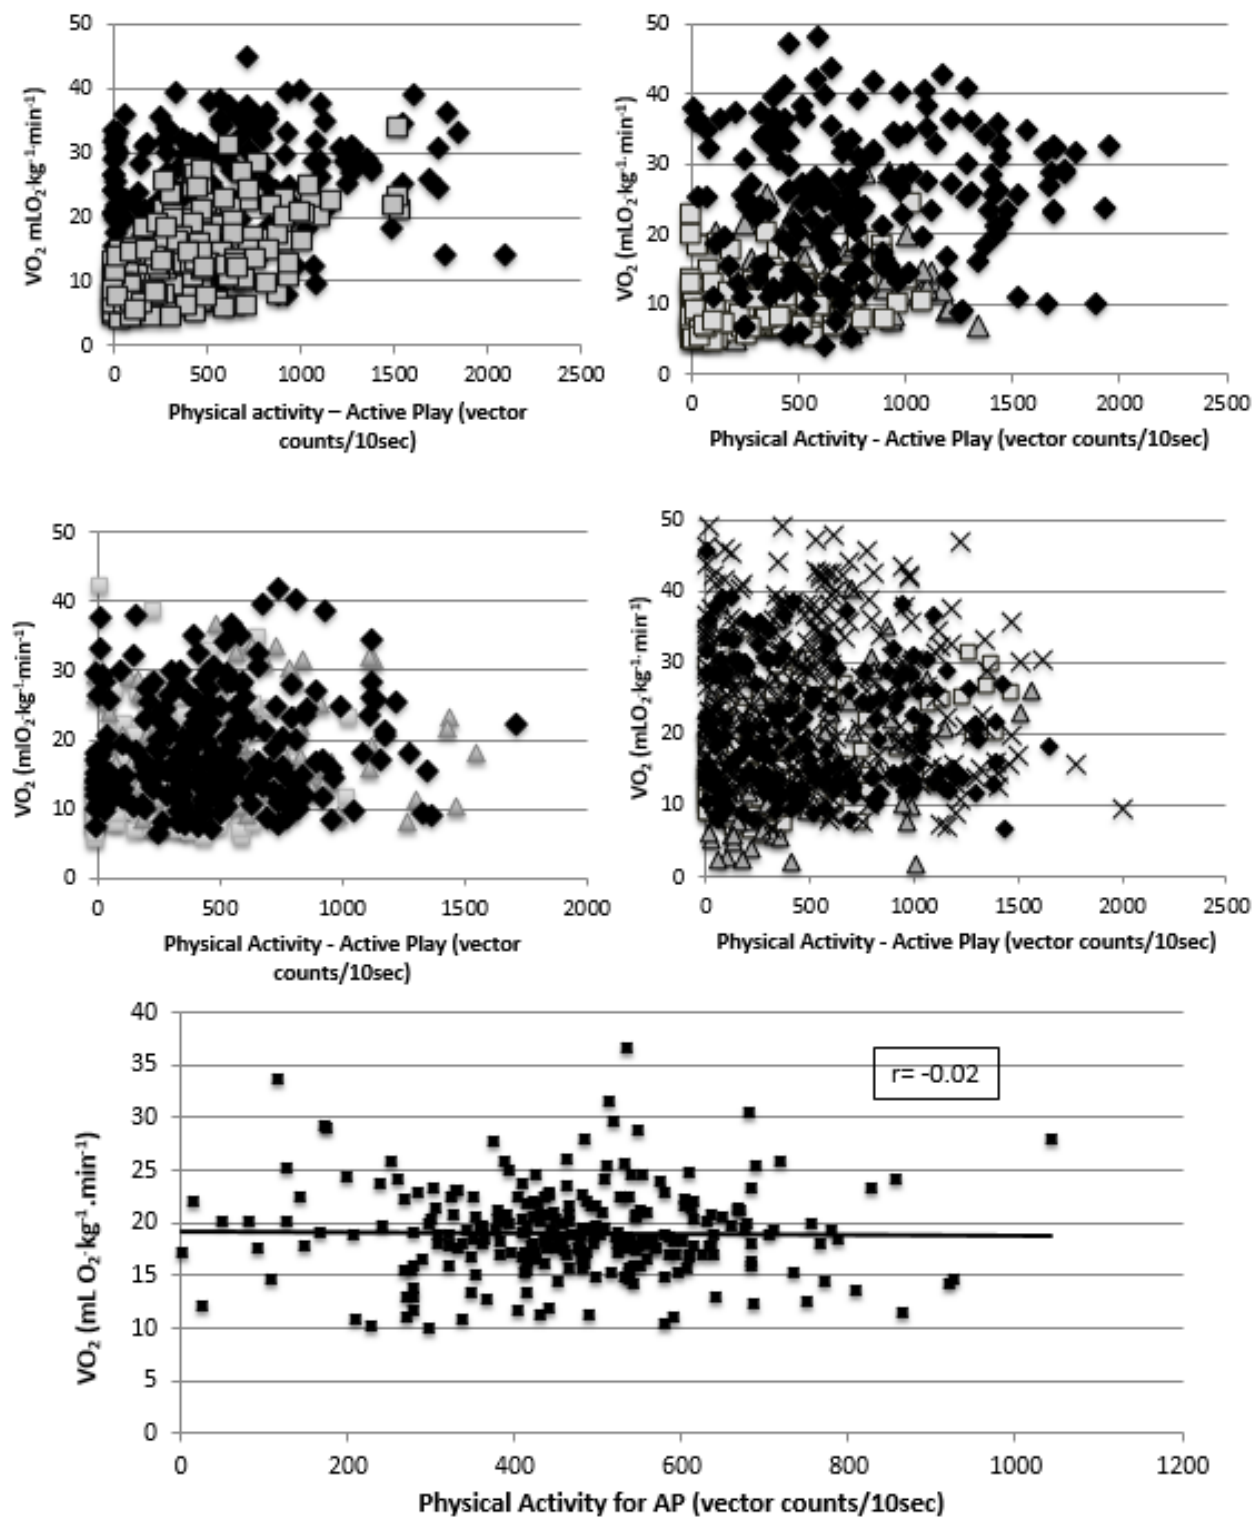 50
40
30
20
10
0
VO₂ mLO₂·kg⁻¹·min⁻¹)
0 500 1000 1500 2000 2500
Physical activity – Active Play (vector
counts/10sec)
50
40
30
20
10
0
VO₂ (mLO₂·kg⁻¹·min⁻¹)
0 500 1000 1500 2000 2500
Physical Activity - Active Play (vector counts/10sec)
50
40
30
20
10
0
VO₂ (mlO₂·kg⁻¹·min⁻¹)
0 500 1000 1500 2000
Physical Activity - Active Play (vector
counts/10sec)
50
40
30
20
10
0
VO₂ (mLO₂·kg⁻¹·min⁻¹)
0 500 1000 1500 2000 2500
Physical Activity - Active Play (vector counts/10sec)
40
35
30
25
20
15
10
5
0
VO₂ (mL O₂·kg⁻¹.min⁻¹)
r= -0.02
0 200 400 600 800 1000 1200
Physical Activity for AP (vector counts/10sec)